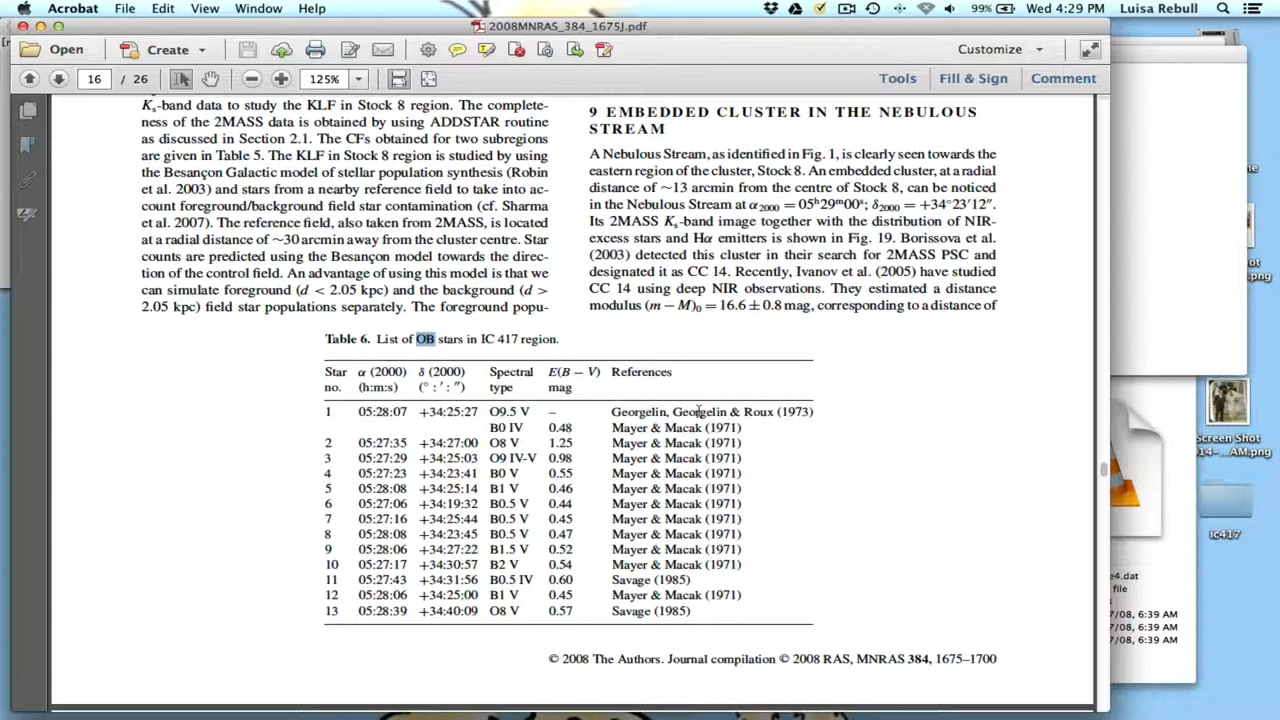 Acrobat File Edit View Window Help 99% Wed 4:29 PM Luisa Rebull
2008MNRAS_384_1675J.pdf
Open Create Customize
16 / 26 125% Tools Fill & Sign Comment
Ks-band data to study the KLF in Stock 8 region. The complete-
ness of the 2MASS data is obtained by using ADDSTAR routine
as discussed in Section 2.1. The CFs obtained for two subregions
are given in Table 5. The KLF in Stock 8 region is studied by using
the Besançon Galactic model of stellar population synthesis (Robin
et al. 2003) and stars from a nearby reference field to take into ac-
count foreground/background field star contamination (cf. Sharma
et al. 2007). The reference field, also taken from 2MASS, is located
at a radial distance of ~30 arcmin away from the cluster centre. Star
counts are predicted using the Besançon model towards the direc-
tion of the control field. An advantage of using this model is that we
can simulate foreground (d < 2.05 kpc) and the background (d >
2.05 kpc) field star populations separately. The foreground popu-
9 EMBEDDED CLUSTER IN THE NEBULOUS
STREAM
A Nebulous Stream, as identified in Fig. 1, is clearly seen towards the
eastern region of the cluster, Stock 8. An embedded cluster, at a radial
distance of ~13 arcmin from the centre of Stock 8, can be noticed
in the Nebulous Stream at α2000 = 05h29m00s; δ2000 = +34°23′12″.
Its 2MASS Ks-band image together with the distribution of NIR-
excess stars and Hα emitters is shown in Fig. 19. Borissova et al.
(2003) detected this cluster in their search for 2MASS PSC and
designated it as CC 14. Recently, Ivanov et al. (2005) have studied
CC 14 using deep NIR observations. They estimated a distance
modulus (m − M)0 = 16.6 ± 0.8 mag, corresponding to a distance of
Table 6. List of OB stars in IC 417 region.
Star α (2000) δ (2000) Spectral E(B − V) References
no. (h:m:s) (° : ′ : ″) type mag
1 05:28:07 +34:25:27 O9.5 V – Georgelin, Georgelin & Roux (1973)
B0 IV 0.48 Mayer & Macak (1971)
2 05:27:35 +34:27:00 O8 V 1.25 Mayer & Macak (1971)
3 05:27:29 +34:25:03 O9 IV-V 0.98 Mayer & Macak (1971)
4 05:27:23 +34:23:41 B0 V 0.55 Mayer & Macak (1971)
5 05:28:08 +34:25:14 B1 V 0.46 Mayer & Macak (1971)
6 05:27:06 +34:19:32 B0.5 V 0.44 Mayer & Macak (1971)
7 05:27:16 +34:25:44 B0.5 V 0.45 Mayer & Macak (1971)
8 05:28:08 +34:23:45 B0.5 V 0.47 Mayer & Macak (1971)
9 05:28:06 +34:27:22 B1.5 V 0.52 Mayer & Macak (1971)
10 05:27:17 +34:30:57 B2 V 0.54 Mayer & Macak (1971)
11 05:27:43 +34:31:56 B0.5 IV 0.60 Savage (1985)
12 05:28:06 +34:25:00 B1 V 0.45 Mayer & Macak (1971)
13 05:28:39 +34:40:09 O8 V 0.57 Savage (1985)
© 2008 The Authors. Journal compilation © 2008 RAS, MNRAS 384, 1675–1700
Screen Shot
Ic417
e4.dat
file
7/08, 6:39 AM
7/08, 6:39 AM
7/08, 6:39 AM